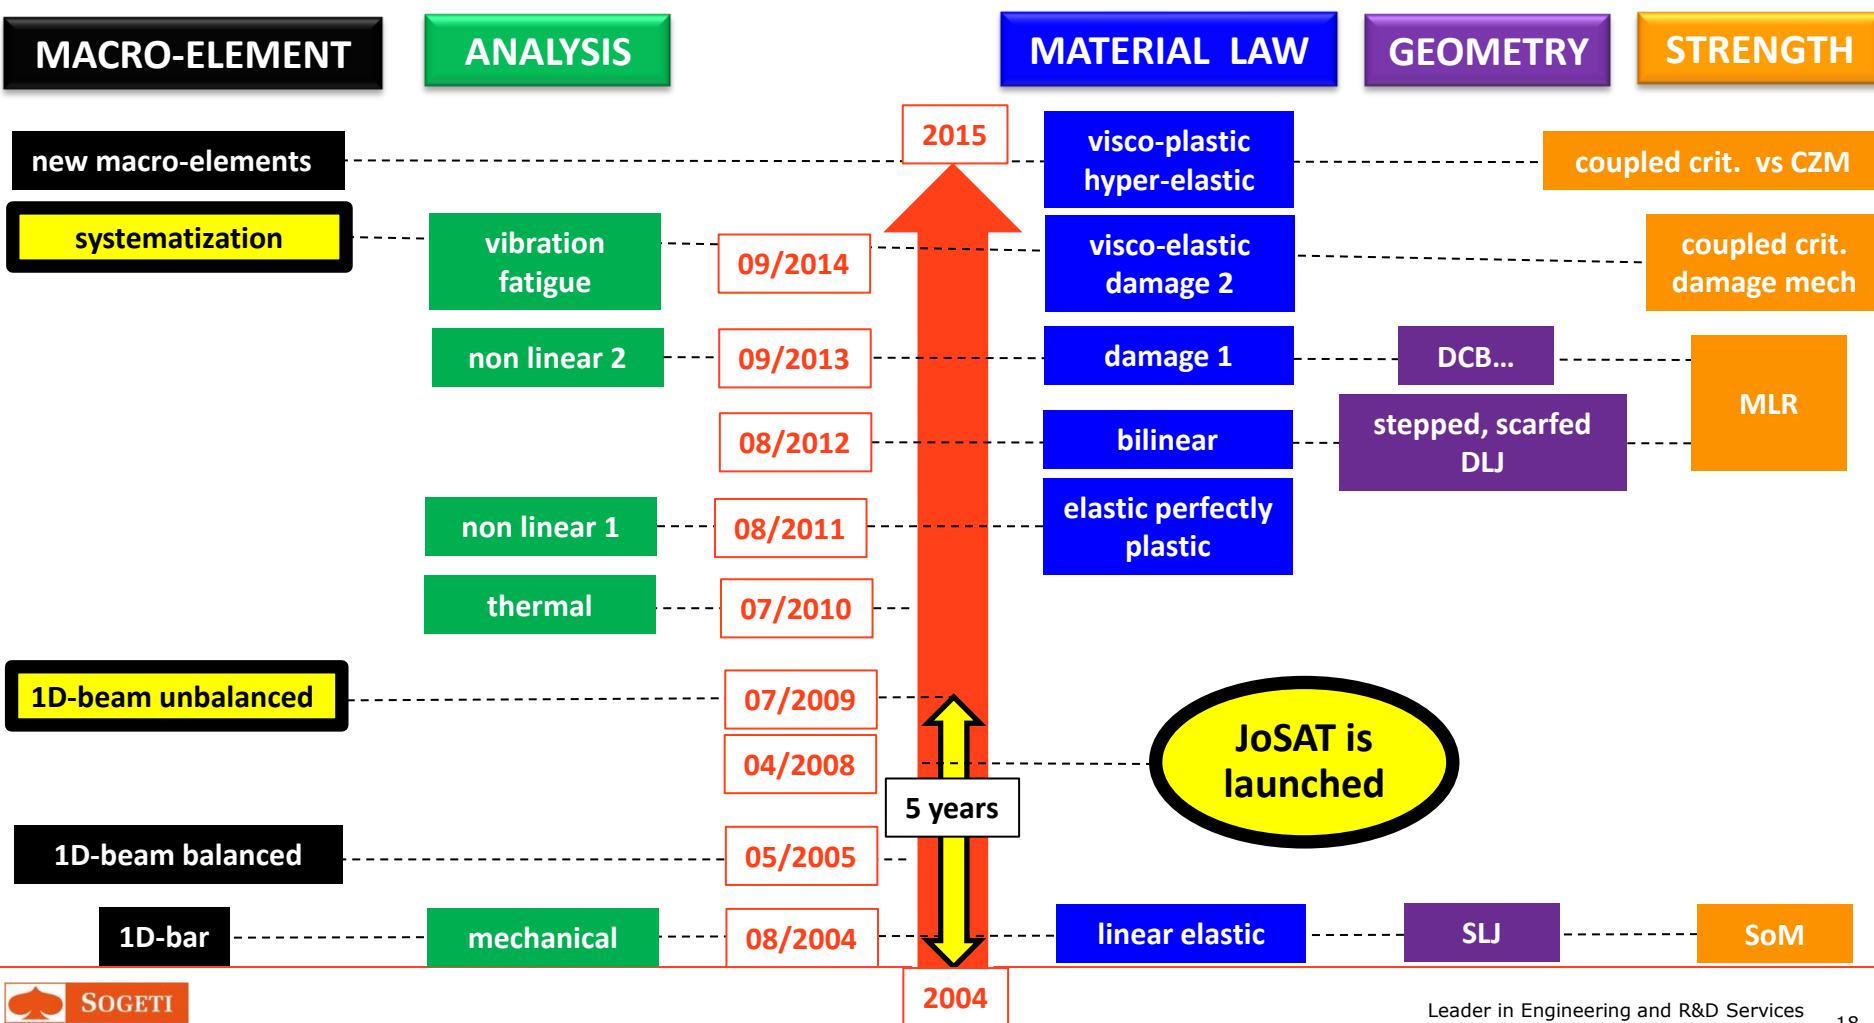 MACRO-ELEMENT
ANALYSIS
MATERIAL LAW
GEOMETRY
STRENGTH
2015
new macro-elements
visco-plastic
hyper-elastic
coupled crit. vs CZM
systematization
vibration
fatigue
09/2014
visco-elastic
damage 2
coupled crit.
damage mech
non linear 2
09/2013
damage 1
DCB...
MLR
08/2012
bilinear
stepped, scarfed
DLJ
non linear 1
08/2011
elastic perfectly
plastic
thermal
07/2010
1D-beam unbalanced
07/2009
04/2008
JoSAT is
launched
5 years
1D-beam balanced
05/2005
1D-bar
mechanical
08/2004
linear elastic
SLJ
SoM
2004
SOGETI
Leader in Engineering and R&D Services
18